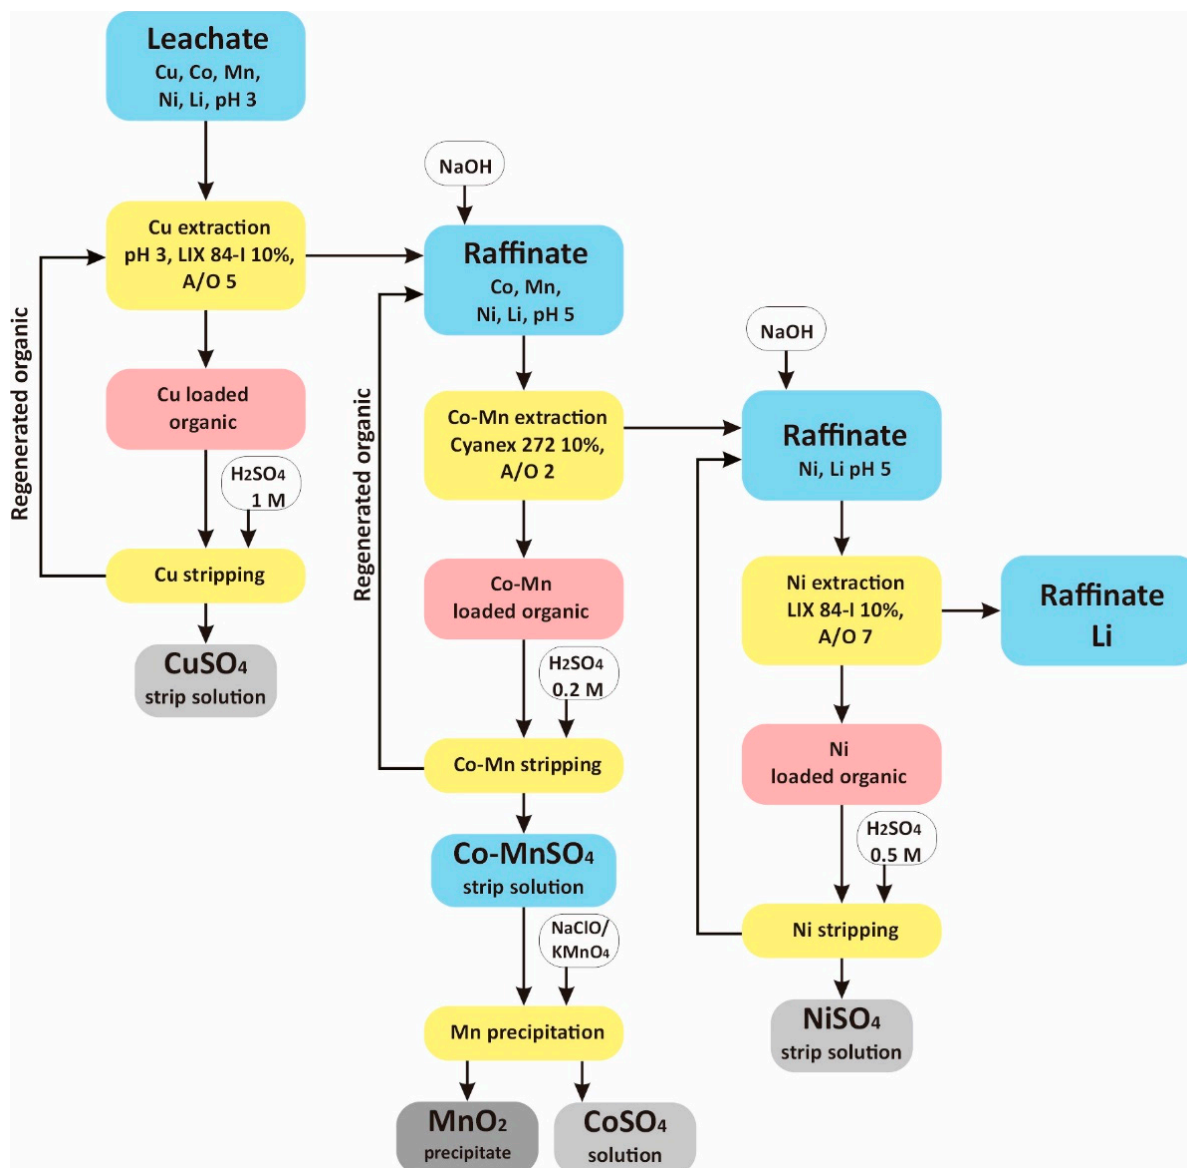 Leachate
Cu, Co, Mn,
Ni, Li, pH 3
Cu extraction
pH 3, LIX 84-I 10%,
A/O 5
Regenerated organic
Cu loaded
organic
H2SO4
1 M
Cu stripping
CuSO4
strip solution
NaOH
Raffinate
Co, Mn,
Ni, Li, pH 5
Regenerated organic
Co-Mn extraction
Cyanex 272 10%,
A/O 2
Co-Mn
loaded organic
H2SO4
0.2 M
Co-Mn stripping
Co-MnSO4
strip solution
NaClO/
KMnO4
Mn precipitation
MnO2
precipitate
CoSO4
solution
NaOH
Raffinate
Ni, Li pH 5
Ni extraction
LIX 84-I 10%,
A/O 7
Raffinate
Li
Ni
loaded organic
H2SO4
0.5 M
Ni stripping
NiSO4
strip solution